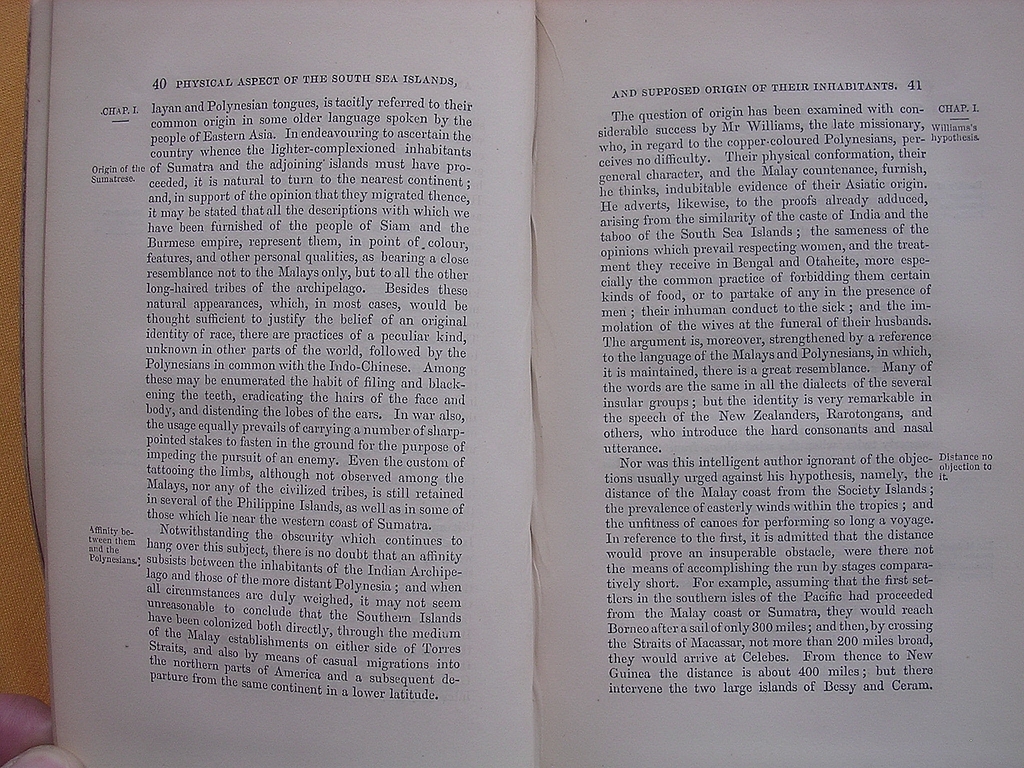 40 PHYSICAL ASPECT OF THE SOUTH SEA ISLANDS,
CHAP. I.
layan and Polynesian tongues, is tacitly referred to their
common origin in some older language spoken by the
people of Eastern Asia. In endeavouring to ascertain the
country whence the lighter-complexioned inhabitants
Origin of the
Sumatrese.
of Sumatra and the adjoining islands must have pro-
ceeded, it is natural to turn to the nearest continent;
and, in support of the opinion that they migrated thence,
it may be stated that all the descriptions with which we
have been furnished of the people of Siam and the
Burmese empire, represent them, in point of colour,
features, and other personal qualities, as bearing a close
resemblance not to the Malays only, but to all the other
long-haired tribes of the archipelago. Besides these
natural appearances, which, in most cases, would be
thought sufficient to justify the belief of an original
identity of race, there are practices of a peculiar kind,
unknown in other parts of the world, followed by the
Polynesians in common with the Indo-Chinese. Among
these may be enumerated the habit of filing and black-
ening the teeth, eradicating the hairs of the face and
body, and distending the lobes of the ears. In war also,
the usage equally prevails of carrying a number of sharp-
pointed stakes to fasten in the ground for the purpose of
impeding the pursuit of an enemy. Even the custom of
tattooing the limbs, although not observed among the
Malays, nor any of the civilized tribes, is still retained
in several of the Philippine Islands, as well as in some of
those which lie near the western coast of Sumatra.
Affinity be-
tween them
and the
Polynesians.
Notwithstanding the obscurity which continues to
hang over this subject, there is no doubt that an affinity
subsists between the inhabitants of the Indian Archipe-
lago and those of the more distant Polynesia; and when
all circumstances are duly weighed, it may not seem
unreasonable to conclude that the Southern Islands
have been colonized both directly, through the medium
of the Malay establishments on either side of Torres
Straits, and also by means of casual migrations into
the northern parts of America and a subsequent de-
parture from the same continent in a lower latitude.
AND SUPPOSED ORIGIN OF THEIR INHABITANTS. 41
The question of origin has been examined with con-
CHAP. I.
siderable success by Mr Williams, the late missionary,
Williams's
hypothesis.
who, in regard to the copper-coloured Polynesians, per-
ceives no difficulty. Their physical conformation, their
general character, and the Malay countenance, furnish,
he thinks, indubitable evidence of their Asiatic origin.
He adverts, likewise, to the proofs already adduced,
arising from the similarity of the caste of India and the
taboo of the South Sea Islands; the sameness of the
opinions which prevail respecting women, and the treat-
ment they receive in Bengal and Otaheite, more espe-
cially the common practice of forbidding them certain
kinds of food, or to partake of any in the presence of
men; their inhuman conduct to the sick; and the im-
molation of the wives at the funeral of their husbands.
The argument is, moreover, strengthened by a reference
to the language of the Malays and Polynesians, in which,
it is maintained, there is a great resemblance. Many of
the words are the same in all the dialects of the several
insular groups; but the identity is very remarkable in
the speech of the New Zealanders, Rarotongans, and
others, who introduce the hard consonants and nasal
utterance.
Nor was this intelligent author ignorant of the objec-
Distance no
objection to
it.
tions usually urged against his hypothesis, namely, the
distance of the Malay coast from the Society Islands;
the prevalence of easterly winds within the tropics; and
the unfitness of canoes for performing so long a voyage.
In reference to the first, it is admitted that the distance
would prove an insuperable obstacle, were there not
the means of accomplishing the run by stages compara-
tively short. For example, assuming that the first set-
tlers in the southern isles of the Pacific had proceeded
from the Malay coast or Sumatra, they would reach
Borneo after a sail of only 300 miles; and then, by crossing
the Straits of Macassar, not more than 200 miles broad,
they would arrive at Celebes. From thence to New
Guinea the distance is about 400 miles; but there
intervene the two large islands of Bessy and Ceram.